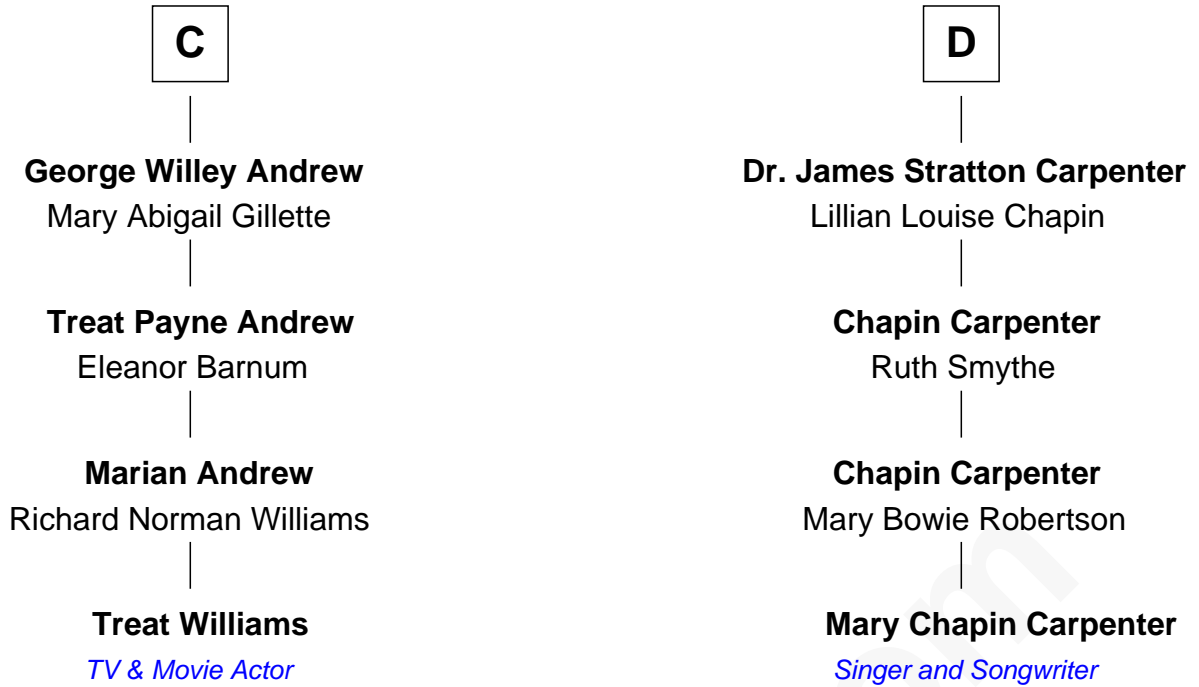 C
George Willey Andrew
Mary Abigail Gillette
Treat Payne Andrew
Eleanor Barnum
Marian Andrew
Richard Norman Williams
Treat Williams
TV & Movie Actor
D
Dr. James Stratton Carpenter
Lillian Louise Chapin
Chapin Carpenter
Ruth Smythe
Chapin Carpenter
Mary Bowie Robertson
Mary Chapin Carpenter
Singer and Songwriter